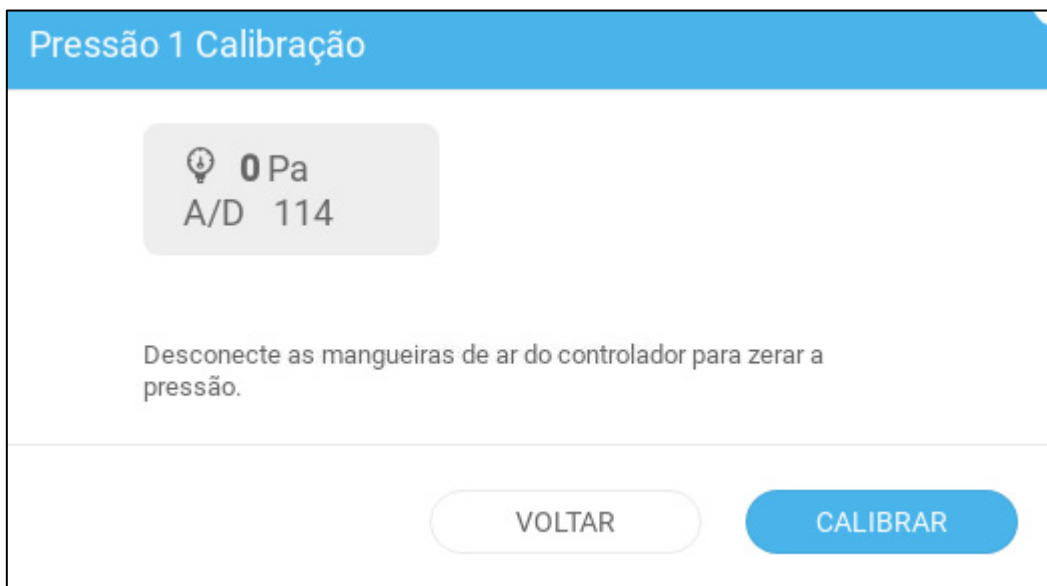 Pressão 1 Calibração
0 Pa
A/D 114
Desconecte as mangueiras de ar do controlador para zerar a
pressão.
VOLTAR
CALIBRAR